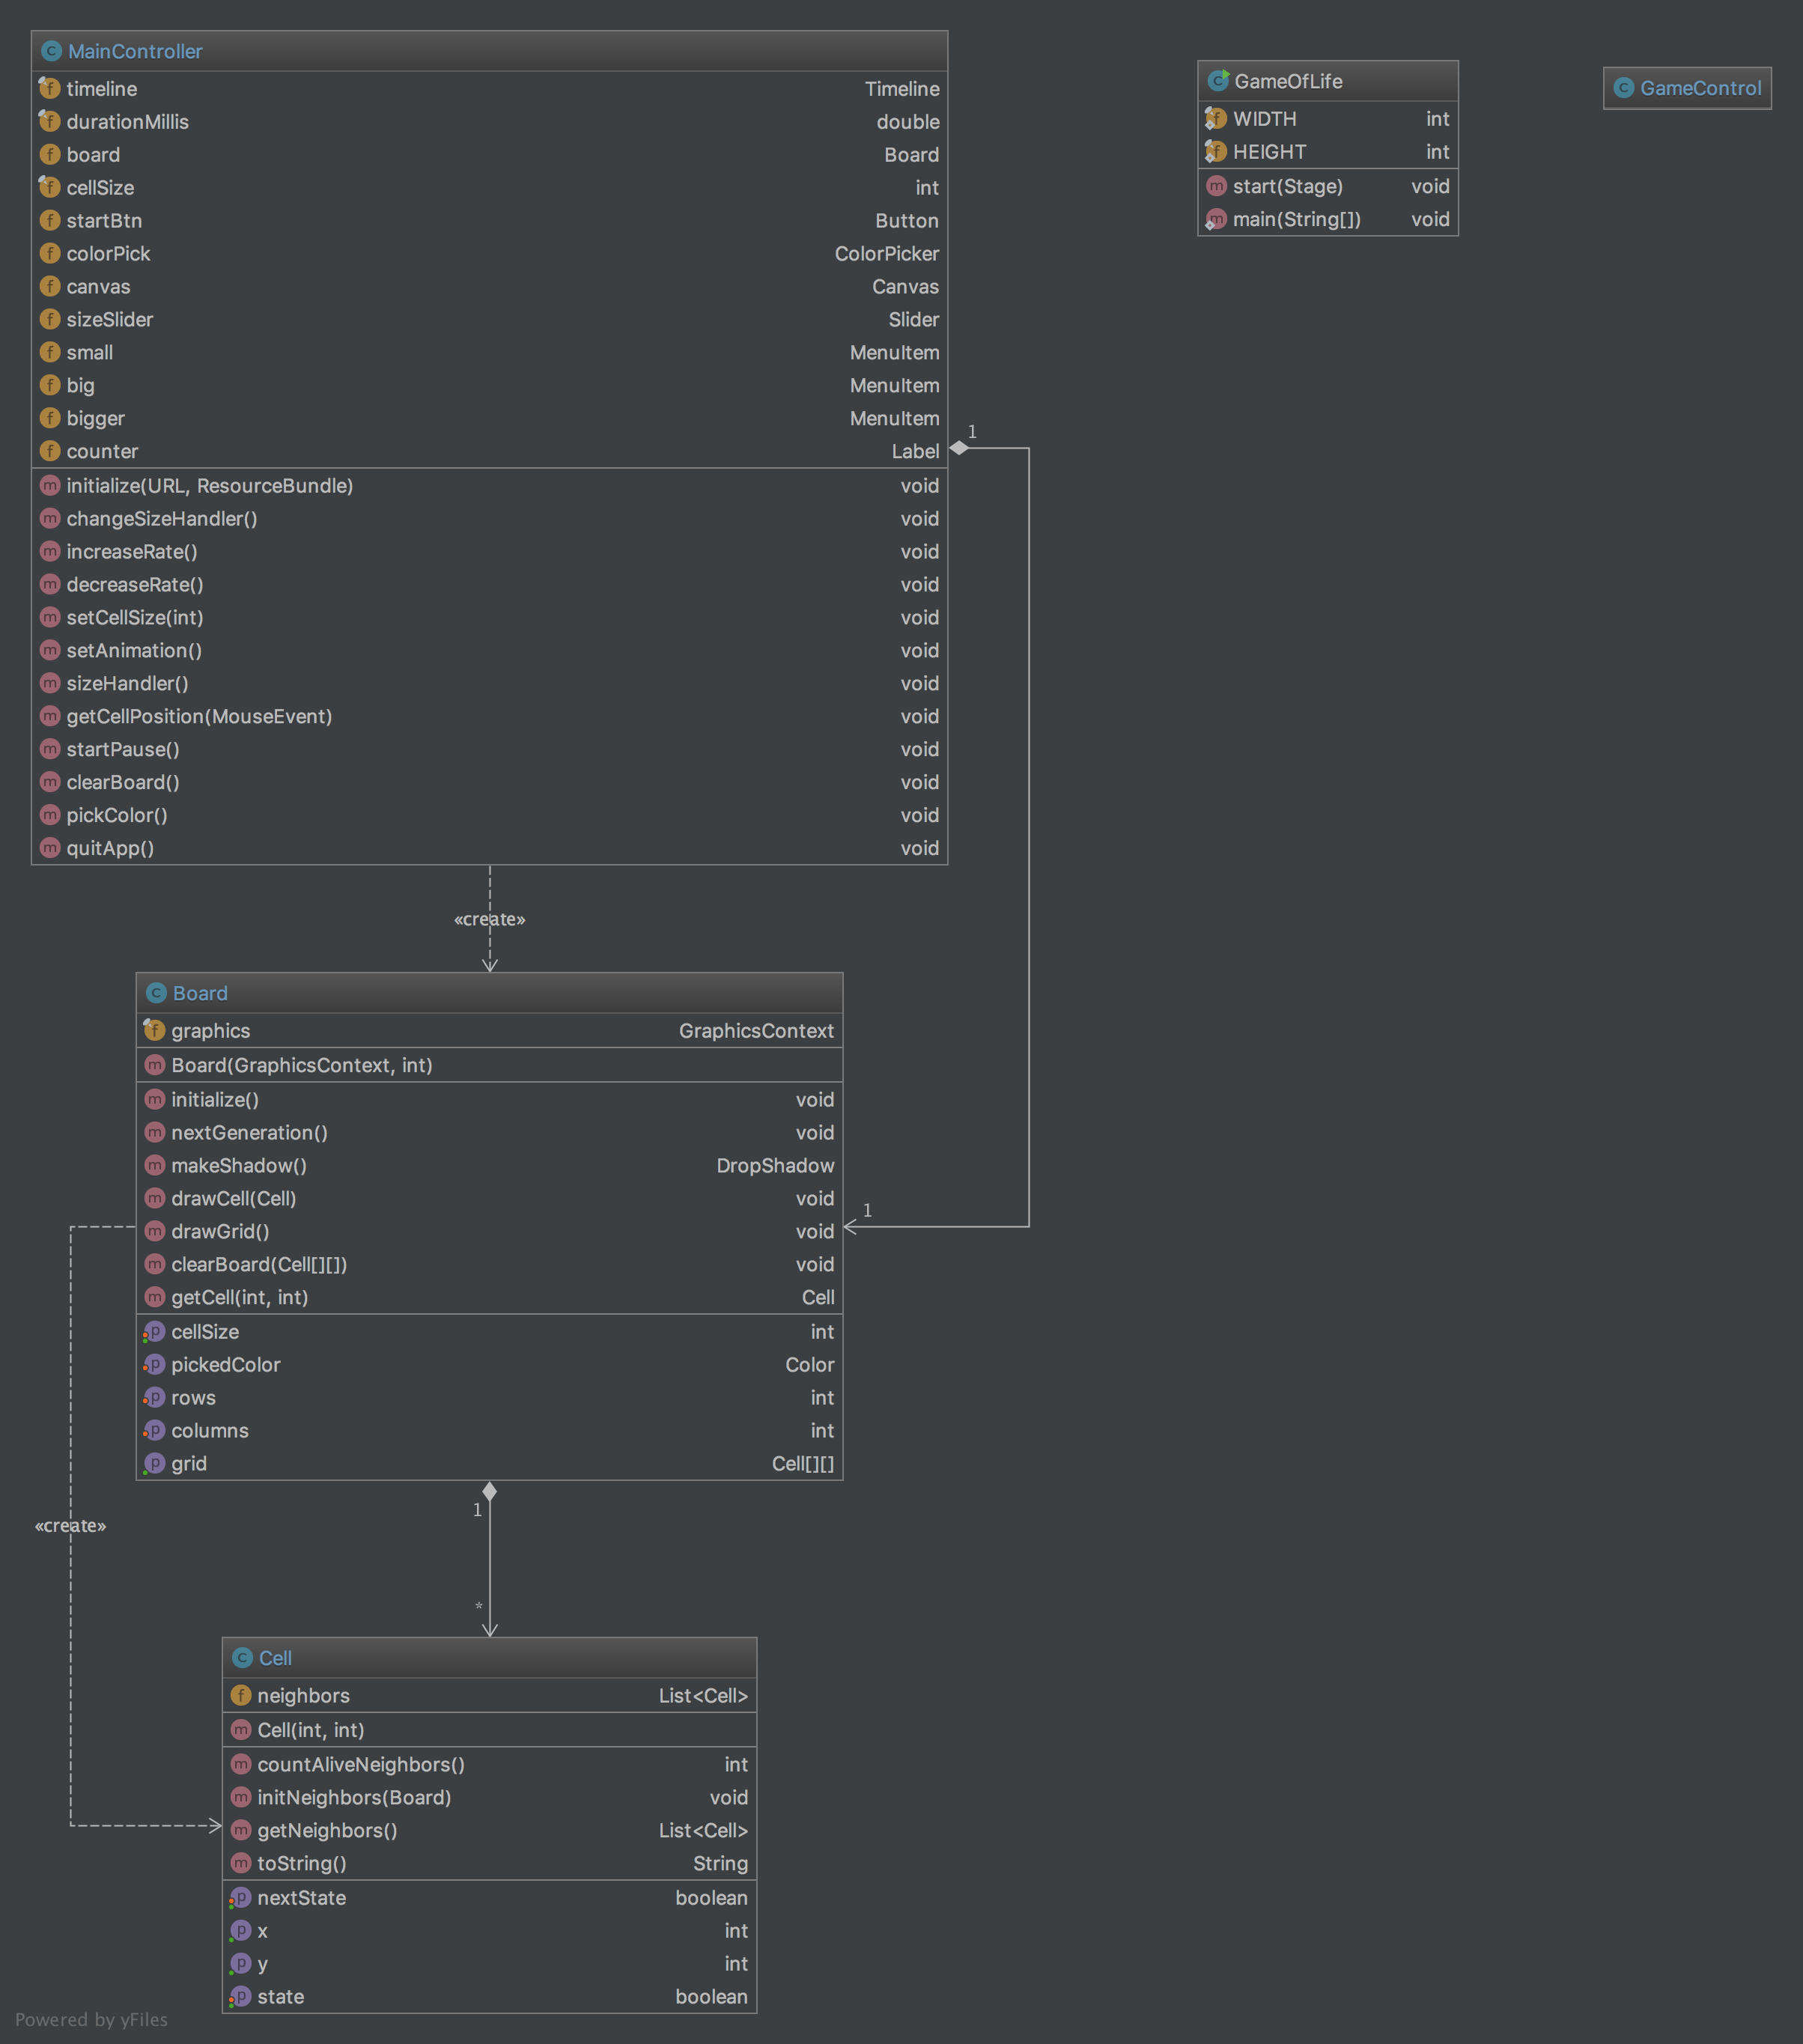 MainController
timeline Timeline
durationMillis double
board Board
cellSize int
startBtn Button
colorPick ColorPicker
canvas Canvas
sizeSlider Slider
small MenuItem
big MenuItem
bigger MenuItem
counter Label
initialize(URL, ResourceBundle) void
changeSizeHandler() void
increaseRate() void
decreaseRate() void
setCellSize(int) void
setAnimation() void
sizeHandler() void
getCellPosition(MouseEvent) void
startPause() void
clearBoard() void
pickColor() void
quitApp() void
GameOfLife
WIDTH int
HEIGHT int
start(Stage) void
main(String[]) void
GameControl
1
«create»
Board
graphics GraphicsContext
Board(GraphicsContext, int)
initialize() void
nextGeneration() void
makeShadow() DropShadow
drawCell(Cell) void
drawGrid() void
clearBoard(Cell[][]) void
getCell(int, int) Cell
cellSize int
pickedColor Color
rows int
columns int
grid Cell[][]
1
1
«create»
*
Cell
neighbors List<Cell>
Cell(int, int)
countAliveNeighbors() int
initNeighbors(Board) void
getNeighbors() List<Cell>
toString() String
nextState boolean
x int
y int
state boolean
Powered by yFiles